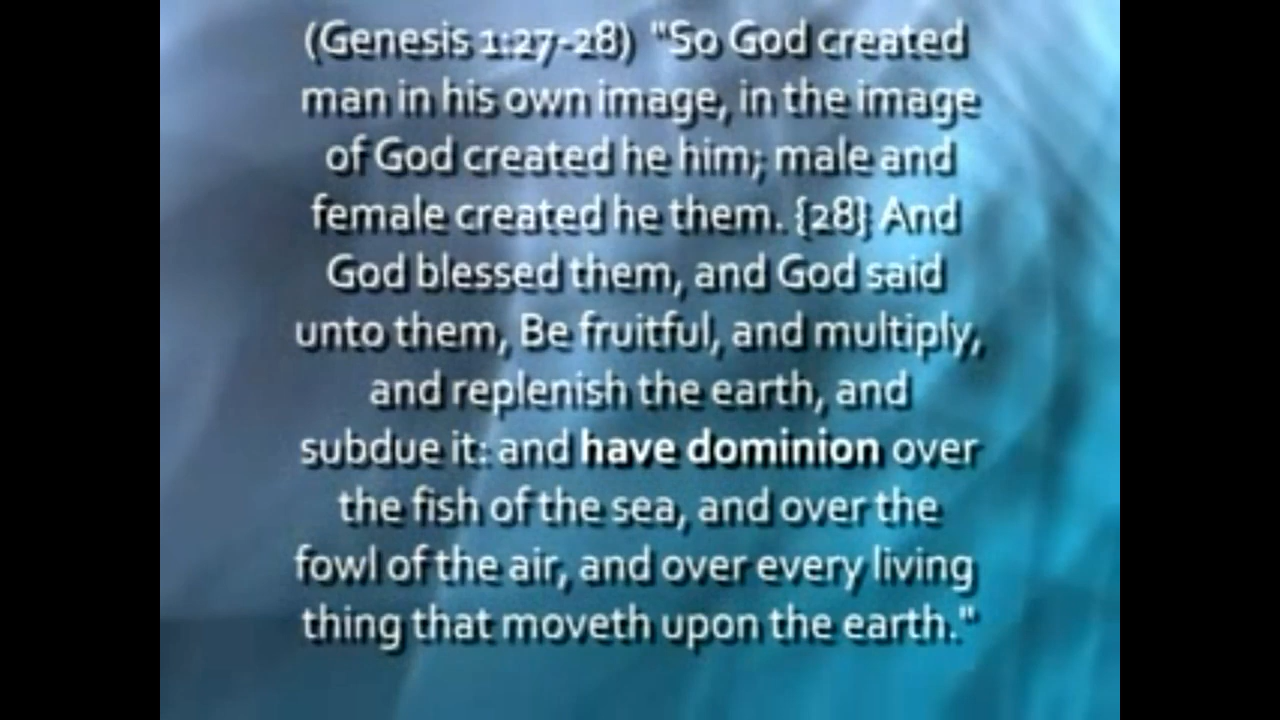 (Genesis 1:27-28) "So God created
man in his own image, in the image
of God created he him; male and
female created he them. {28} And
God blessed them, and God said
unto them, Be fruitful, and multiply,
and replenish the earth, and
subdue it: and have dominion over
the fish of the sea, and over the
fowl of the air, and over every living
thing that moveth upon the earth."